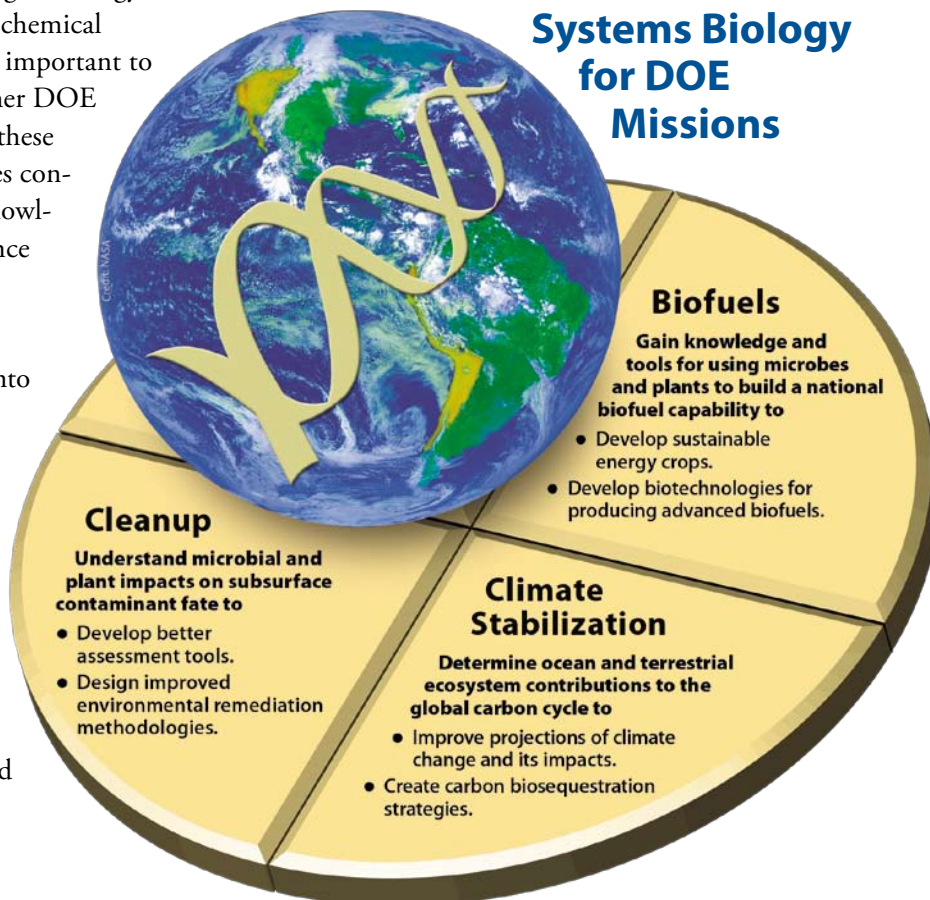 chemical
important to
DOE
these
es con-
Systems Biology
for DOE
Missions
Credit: NASA
Biofuels
Gain knowledge and
tools for using microbes
and plants to build a national
biofuel capability to
• Develop sustainable
energy crops.
• Develop biotechnologies for
producing advanced biofuels.
Cleanup
Understand microbial and
plant impacts on subsurface
contaminant fate to
• Develop better
assessment tools.
• Design improved
environmental remediation
methodologies.
Climate
Stabilization
Determine ocean and terrestrial
ecosystem contributions to the
global carbon cycle to
• Improve projections of climate
change and its impacts.
• Create carbon biosequestration
strategies.